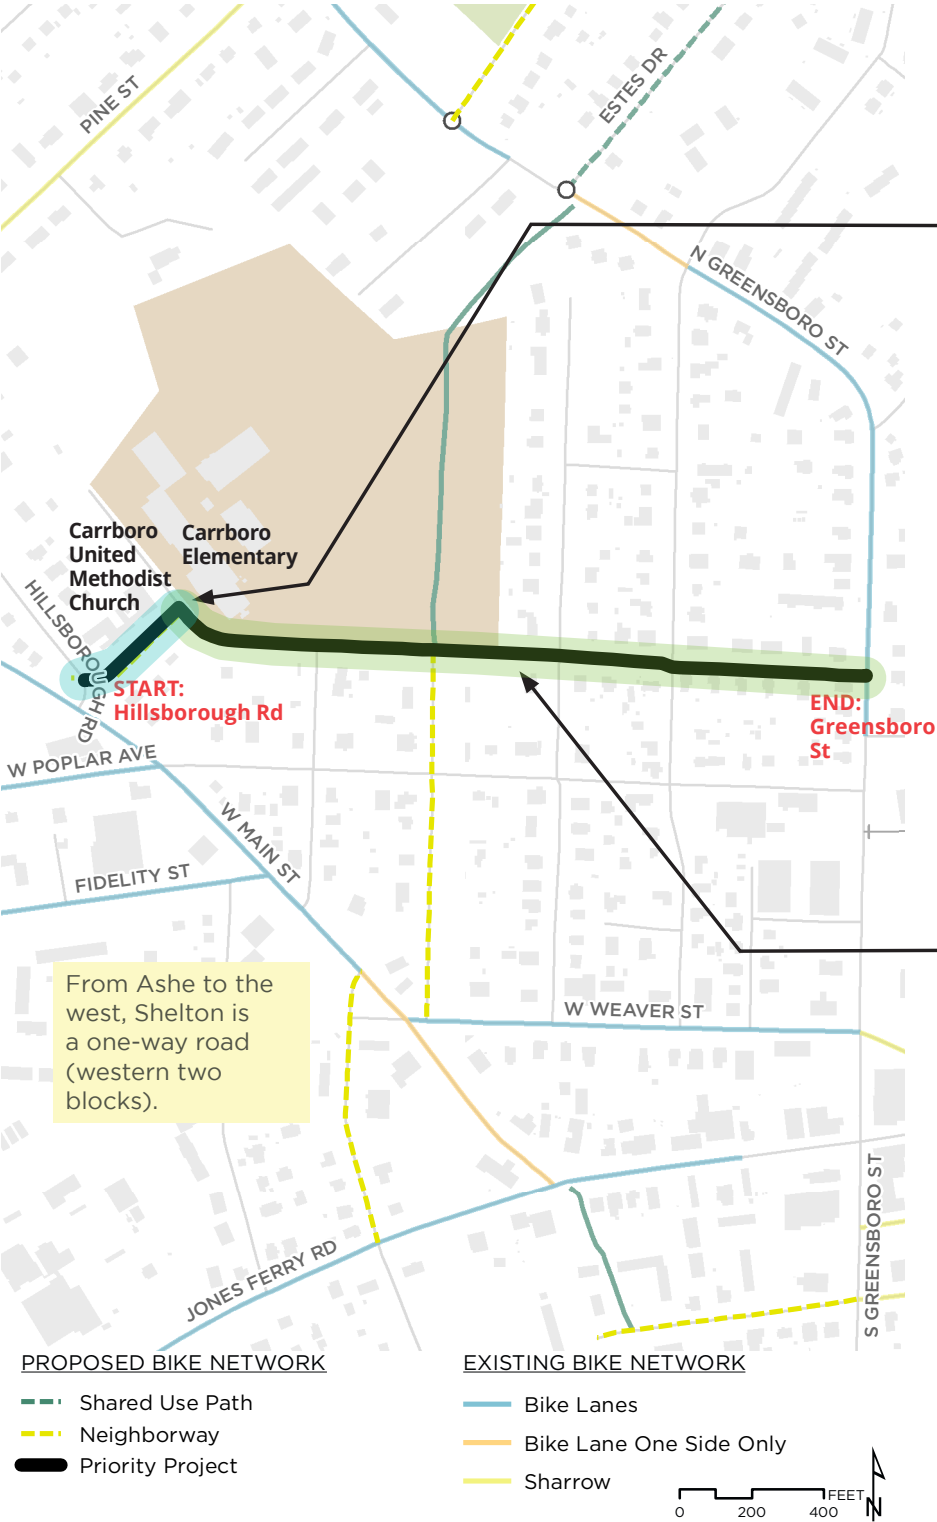 PINE ST
ESTES DR
N GREENSBORO ST
Carrboro
United
Methodist
Church
Carrboro
Elementary
HILLSBOROUGH RD
START:
Hillsborough Rd
END:
Greensboro
St
W POPLAR AVE
W MAIN ST
FIDELITY ST
From Ashe to the
west, Shelton is
a one-way road
(western two
blocks).
W WEAVER ST
S GREENSBORO ST
JONES FERRY RD
PROPOSED BIKE NETWORK
Shared Use Path
Neighborway
Priority Project
EXISTING BIKE NETWORK
Bike Lanes
Bike Lane One Side Only
Sharrow
FEET
0 200 400
N